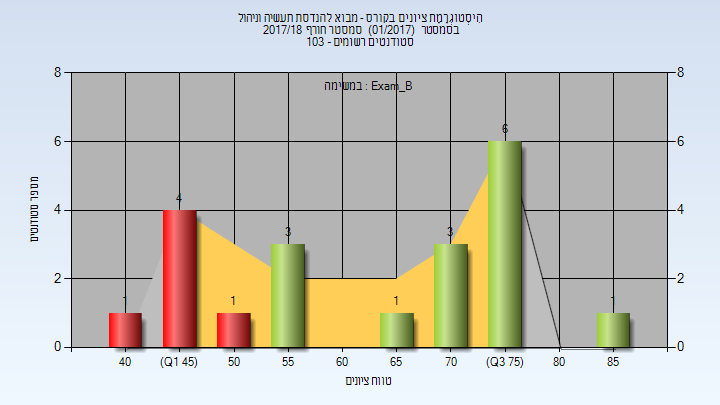 היסטוגרמת ציונים בקורס - מבוא להנדסת תעשיה וניהול
בסמסטר (01/2017) סמסטר חורף 2017/18
סטודנטים רשומים - 103
במשימה : Exam_B
מספר סטודנטים
8 8
6 6
4 4
2 2
0 0
1 4 1 3 1 3 6 1
40 (Q1 45) 50 55 60 65 70 (Q3 75) 80 85
טווח ציונים